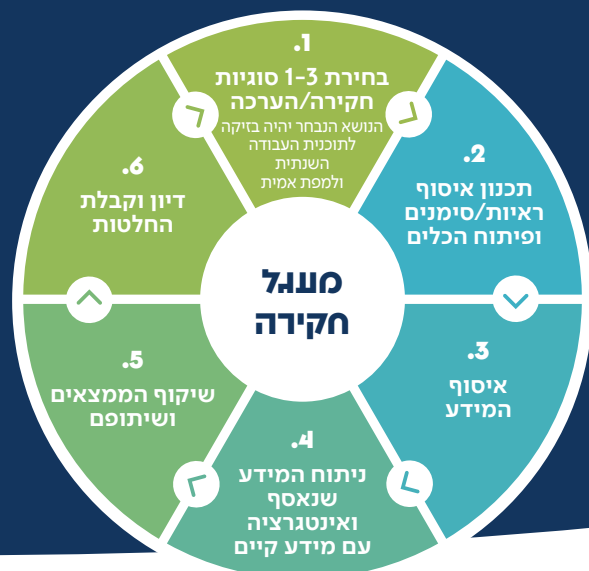 מעגל
חקירה
1.
בחירת 1-3 סוגיות
חקירה/הערכה
הנושא הנבחר יהיה בזיקה
לתוכנית העבודה
השנתית
ולמפת אמית
2.
תכנון איסוף
ראיות/סימנים
ופיתוח הכלים
3.
איסוף
המידע
4.
ניתוח המידע
שנאסף
ואינטגרציה
עם מידע קיים
5.
שיקוף הממצאים
ושיתופם
6.
דיון וקבלת
החלטות